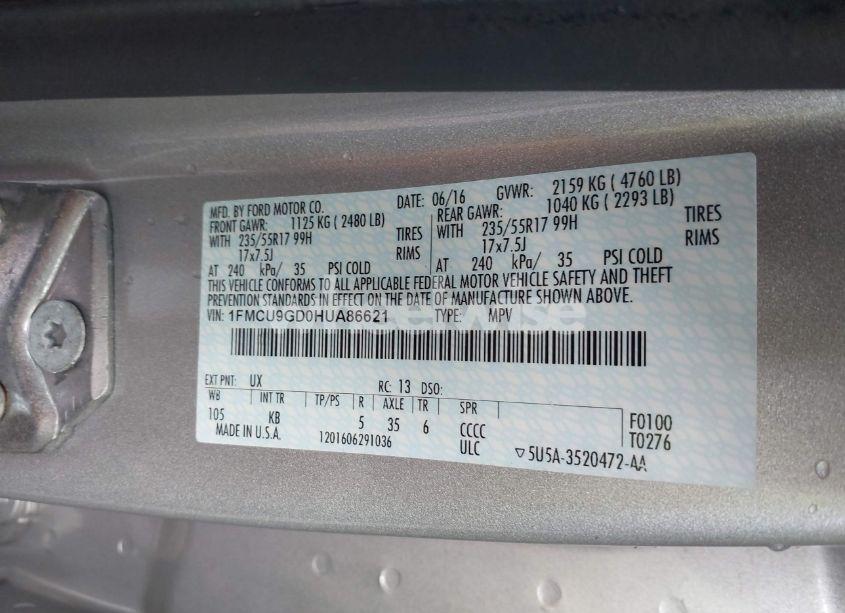 MFD. BY FORD MOTOR CO. DATE: 06/16 GVWR: 2159 KG ( 4760 LB)
FRONT GAWR: 1125 KG ( 2480 LB) REAR GAWR: 1040 KG ( 2293 LB)
WITH 235/55R17 99H TIRES WITH 235/55R17 99H TIRES
17x7.5J RIMS 17x7.5J RIMS
AT 240 kPa/ 35 PSI COLD AT 240 kPa/ 35 PSI COLD
THIS VEHICLE CONFORMS TO ALL APPLICABLE FEDERAL MOTOR VEHICLE SAFETY AND THEFT
PREVENTION STANDARDS IN EFFECT ON THE DATE OF MANUFACTURE SHOWN ABOVE.
VIN: 1FMCU9GD0HUA86621 TYPE: MPV
EXT PNT: UX RC: 13 DSO:
WB INT TR TP/PS R AXLE TR SPR
105 KB 5 35 6 CCCC F0100
MADE IN U.S.A. 1201606291036 ULC T0276
▽5U5A-3520472-AA